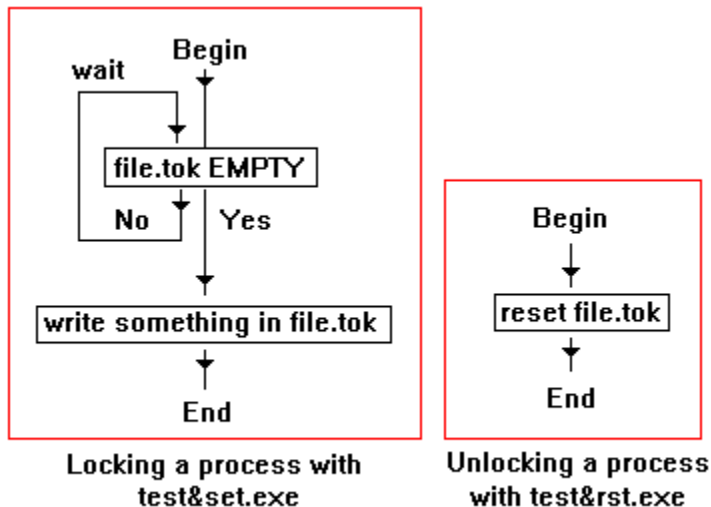 Begin
wait
file.tok EMPTY
No
Yes
write something in file.tok
End
Locking a process with
test&set.exe
Begin
reset file.tok
End
Unlocking a process
with test&rst.exe